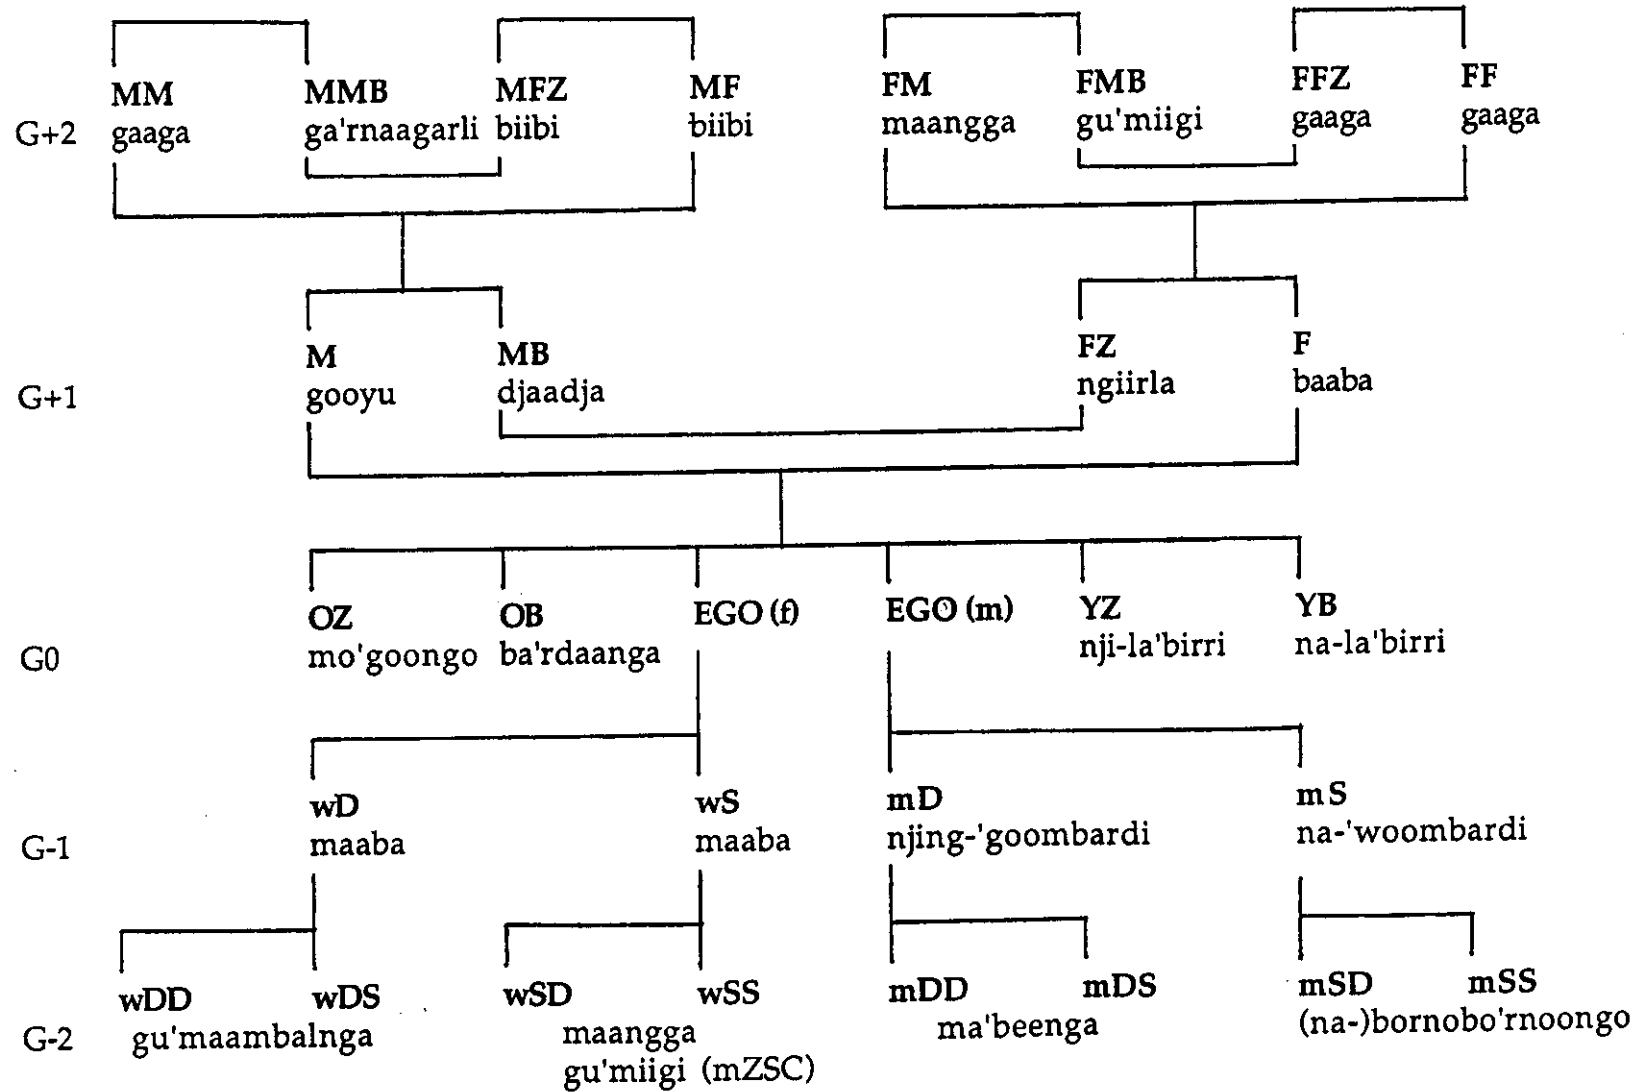 MM MMB MFZ MF FM FMB FFZ FF
G+2 gaaga ga'rnaagarli biibi biibi maangga gu'miigi gaaga gaaga
M MB FZ F
G+1 gooyu djaadja ngiirla baaba
OZ OB EGO (f) EGO (m) YZ YB
G0 mo'goongo ba'rdaanga nji-la'birri na-la'birri
wD wS mD mS
G-1 maaba maaba njing-'goombardi na-'woombardi
wDD wDS wSD wSS mDD mDS mSD mSS
G-2 gu'maambalnga maangga ma'beenga (na-)bornobo'rnoongo
gu'miigi (mZSC)